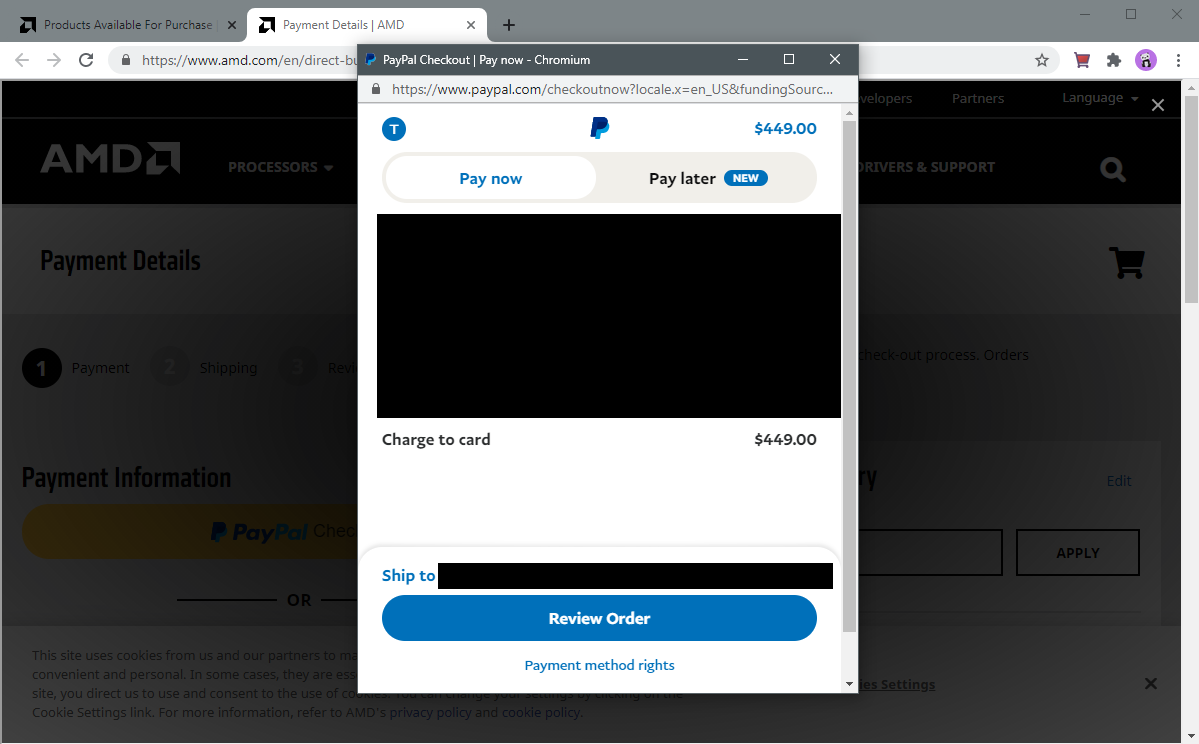 Products Available For Purchase
Payment Details | AMD
PayPal Checkout | Pay now - Chromium
https://www.amd.com/en/direct-bu
https://www.paypal.com/checkoutnow?locale.x=en_US&fundingSourc...
velopers
Partners
Language
T
$449.00
AMD
PROCESSORS
Pay now
Pay later NEW
DRIVERS & SUPPORT
Payment Details
1 Payment
2 Shipping
3 Revi
check-out process. Orders
Charge to card
$449.00
Payment Information
ry
Edit
PayPal Chec
APPLY
Ship to
OR
Review Order
Payment method rights
This site uses cookies from us and our partners to ma
convenient and personal. In some cases, they are ess
site, you direct us to use and consent to the use of cookies. You can change your settings by clicking on the
Cookie Settings link. For more information, refer to AMD's privacy policy and cookie policy.
ies Settings